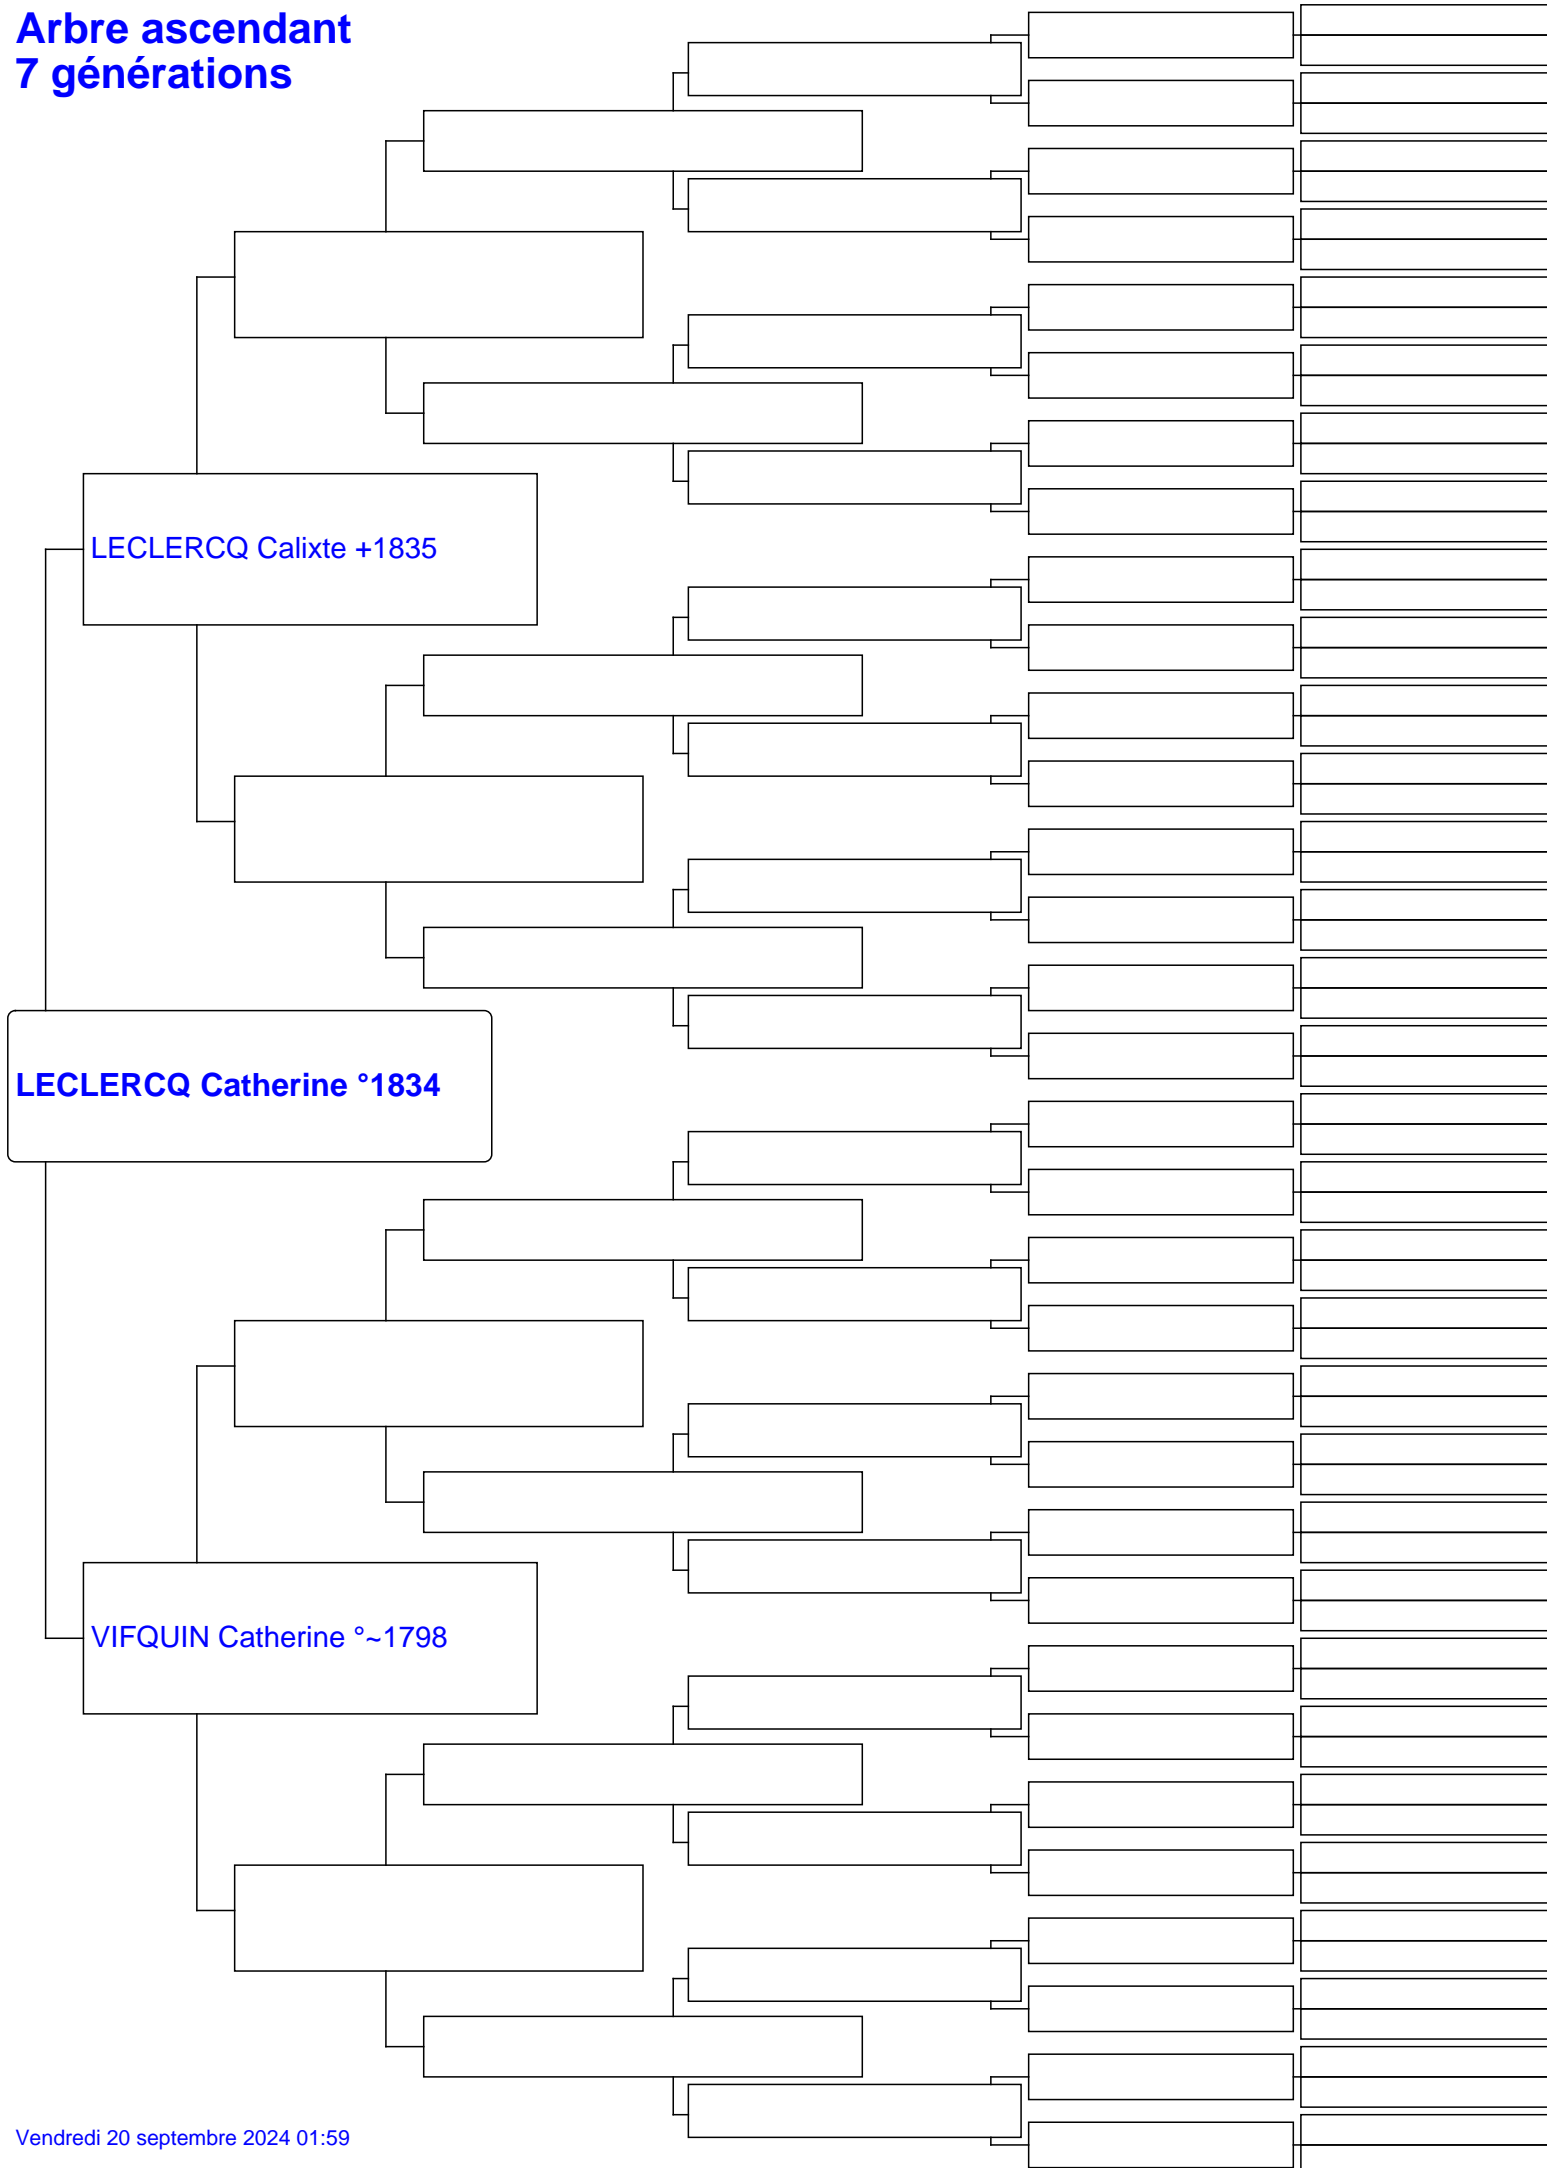 Arbre ascendant
7 générations
LECLERCQ Calixte +1835
LECLERCQ Catherine °1834
VIFQUIN Catherine °~1798
Vendredi 20 septembre 2024 01:59